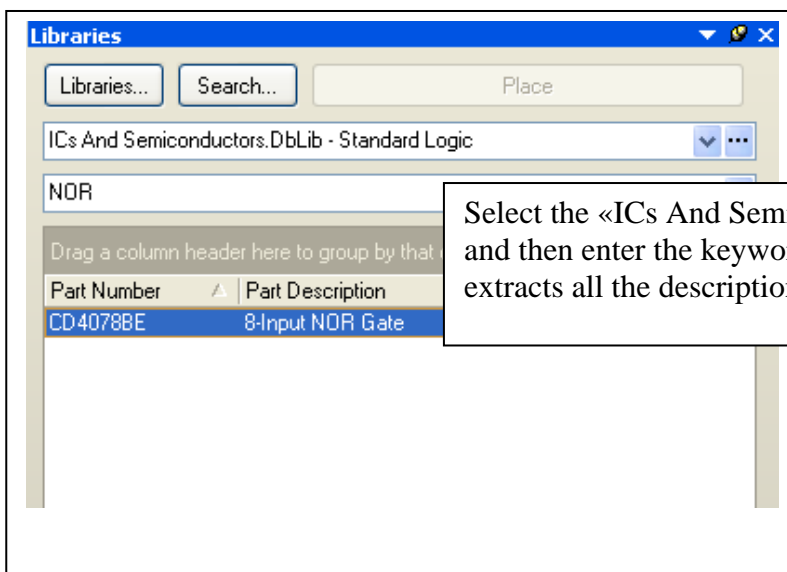 Libraries
Libraries... Search... Place
ICs And Semiconductors.DbLib - Standard Logic
NOR
Select the «ICs And Sem
and then enter the keywo
extracts all the descriptio
Drag a column header here to group by that
Part Number Part Description
CD4078BE 8-Input NOR Gate